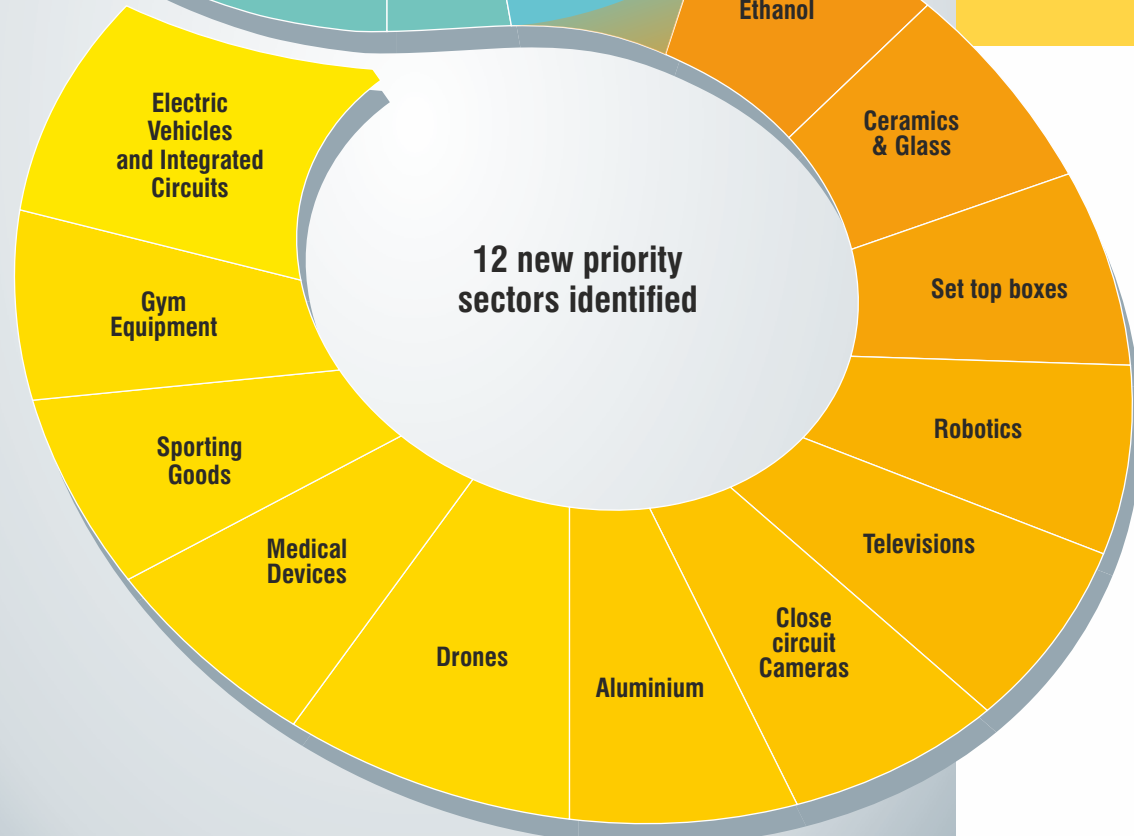 Ethanol
Ceramics
& Glass
Set top boxes
Robotics
Televisions
Close
circuit
Cameras
Aluminium
Drones
Medical
Devices
Sporting
Goods
Gym
Equipment
Electric
Vehicles
and Integrated
Circuits
12 new priority
sectors identified